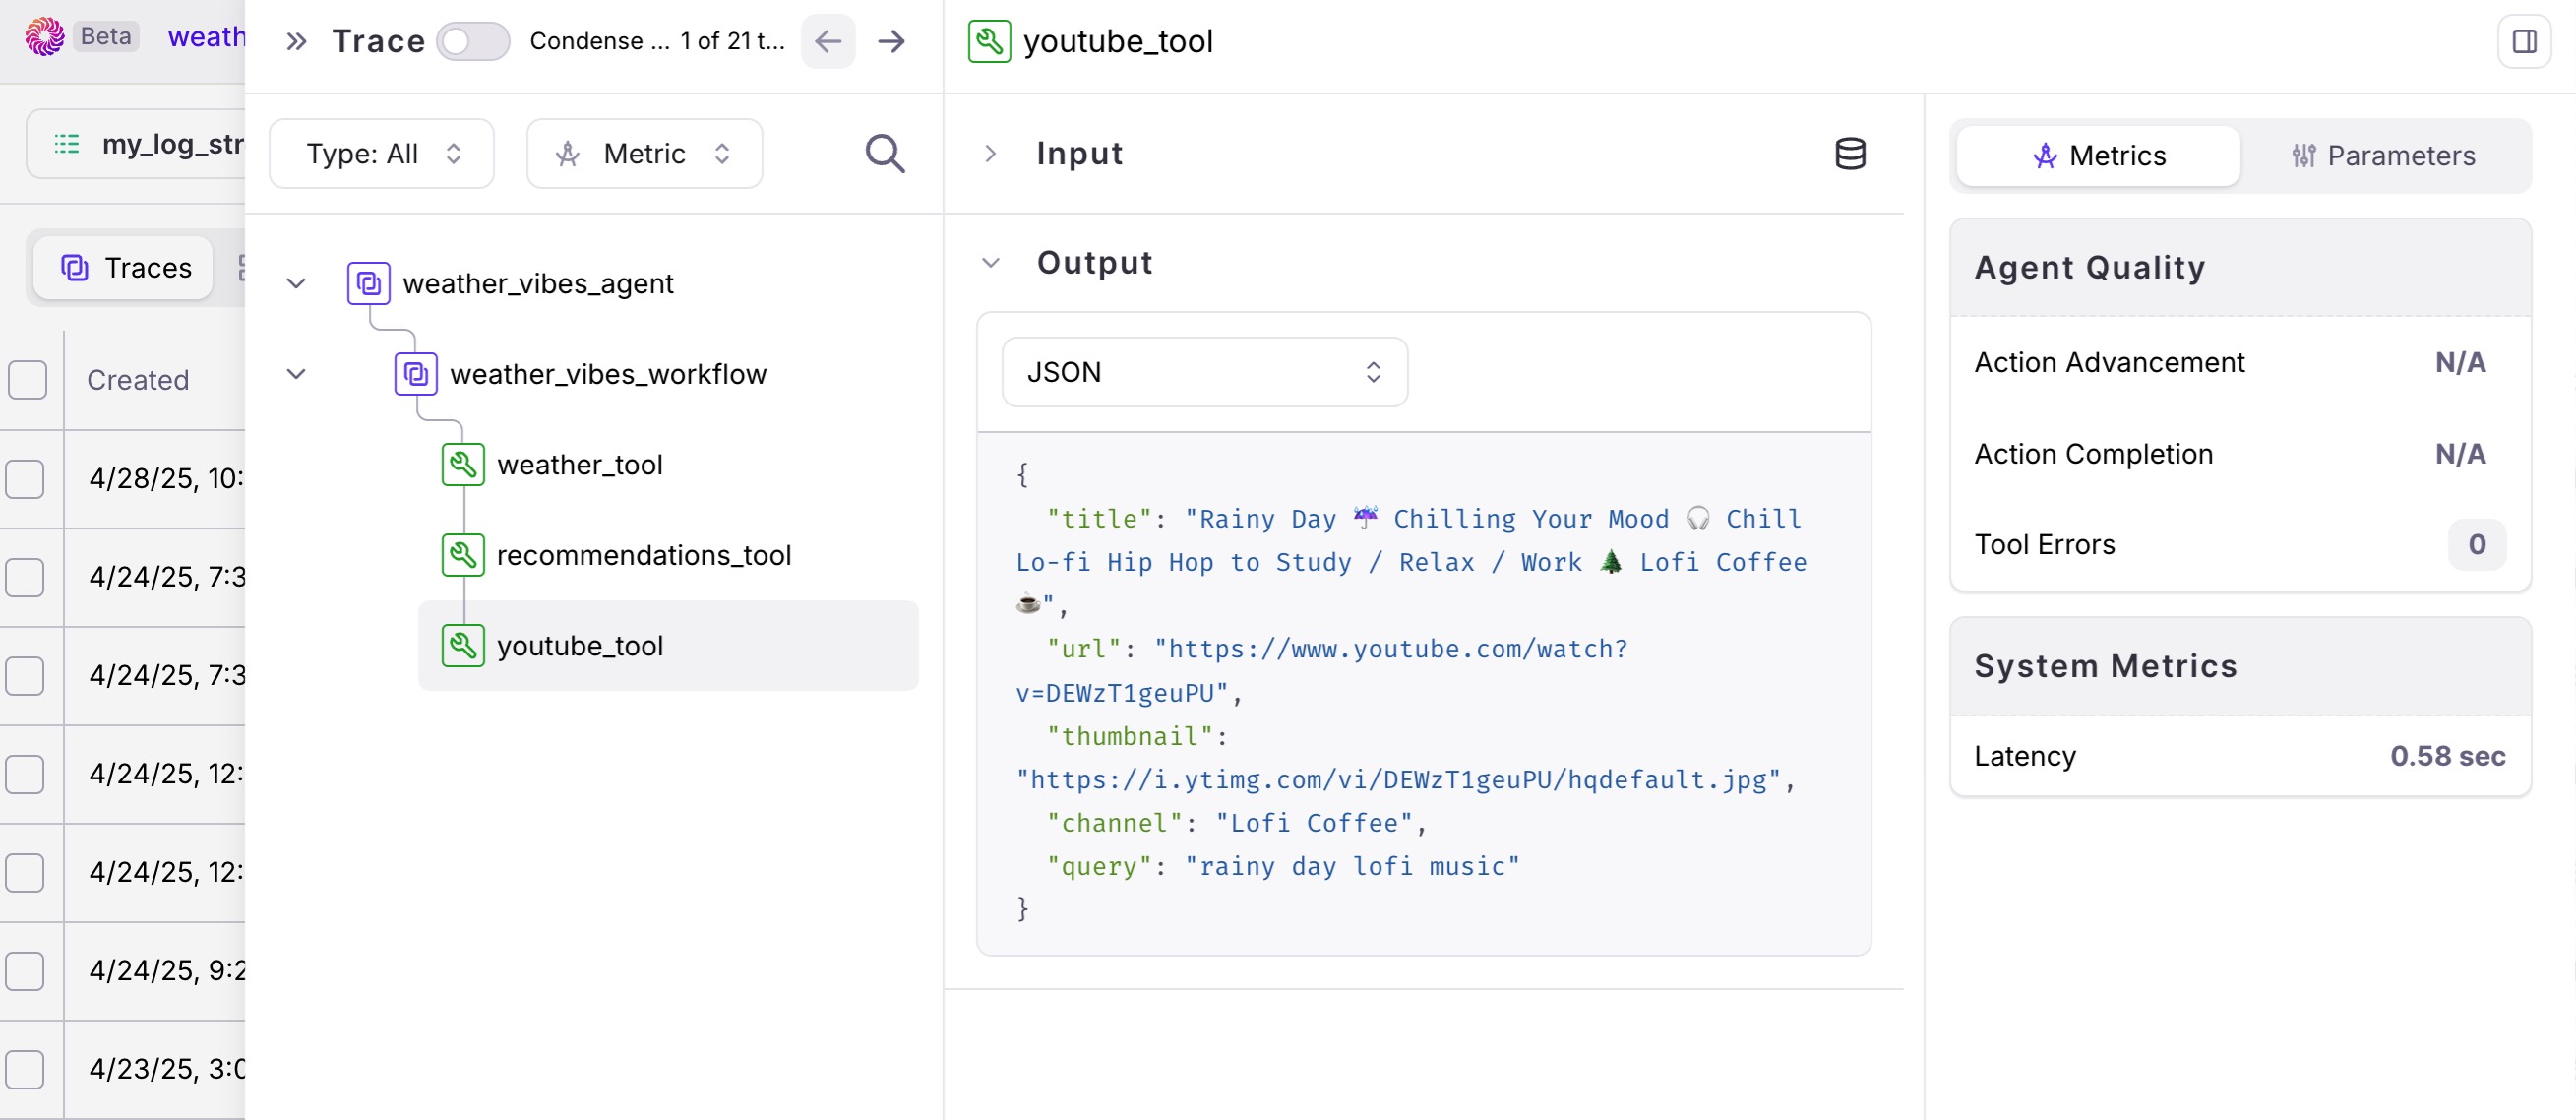 Beta weath
my_log_str
Traces
Created
4/28/25, 10:
4/24/25, 7:3
4/24/25, 7:3
4/24/25, 12:
4/24/25, 12:
4/24/25, 9:2
4/23/25, 3:0
Trace Condense ... 1 of 21 t...
Type: All Metric
weather_vibes_agent
weather_vibes_workflow
weather_tool
recommendations_tool
youtube_tool
youtube_tool
Input
Output
JSON
{
"title": "Rainy Day ☔ Chilling Your Mood 🎧 Chill
Lo-fi Hip Hop to Study / Relax / Work 🌲 Lofi Coffee
☕",
"url": "https://www.youtube.com/watch?
v=DEWzT1geuPU",
"thumbnail":
"https://i.ytimg.com/vi/DEWzT1geuPU/hqdefault.jpg",
"channel": "Lofi Coffee",
"query": "rainy day lofi music"
}
Metrics Parameters
Agent Quality
Action Advancement N/A
Action Completion N/A
Tool Errors 0
System Metrics
Latency 0.58 sec